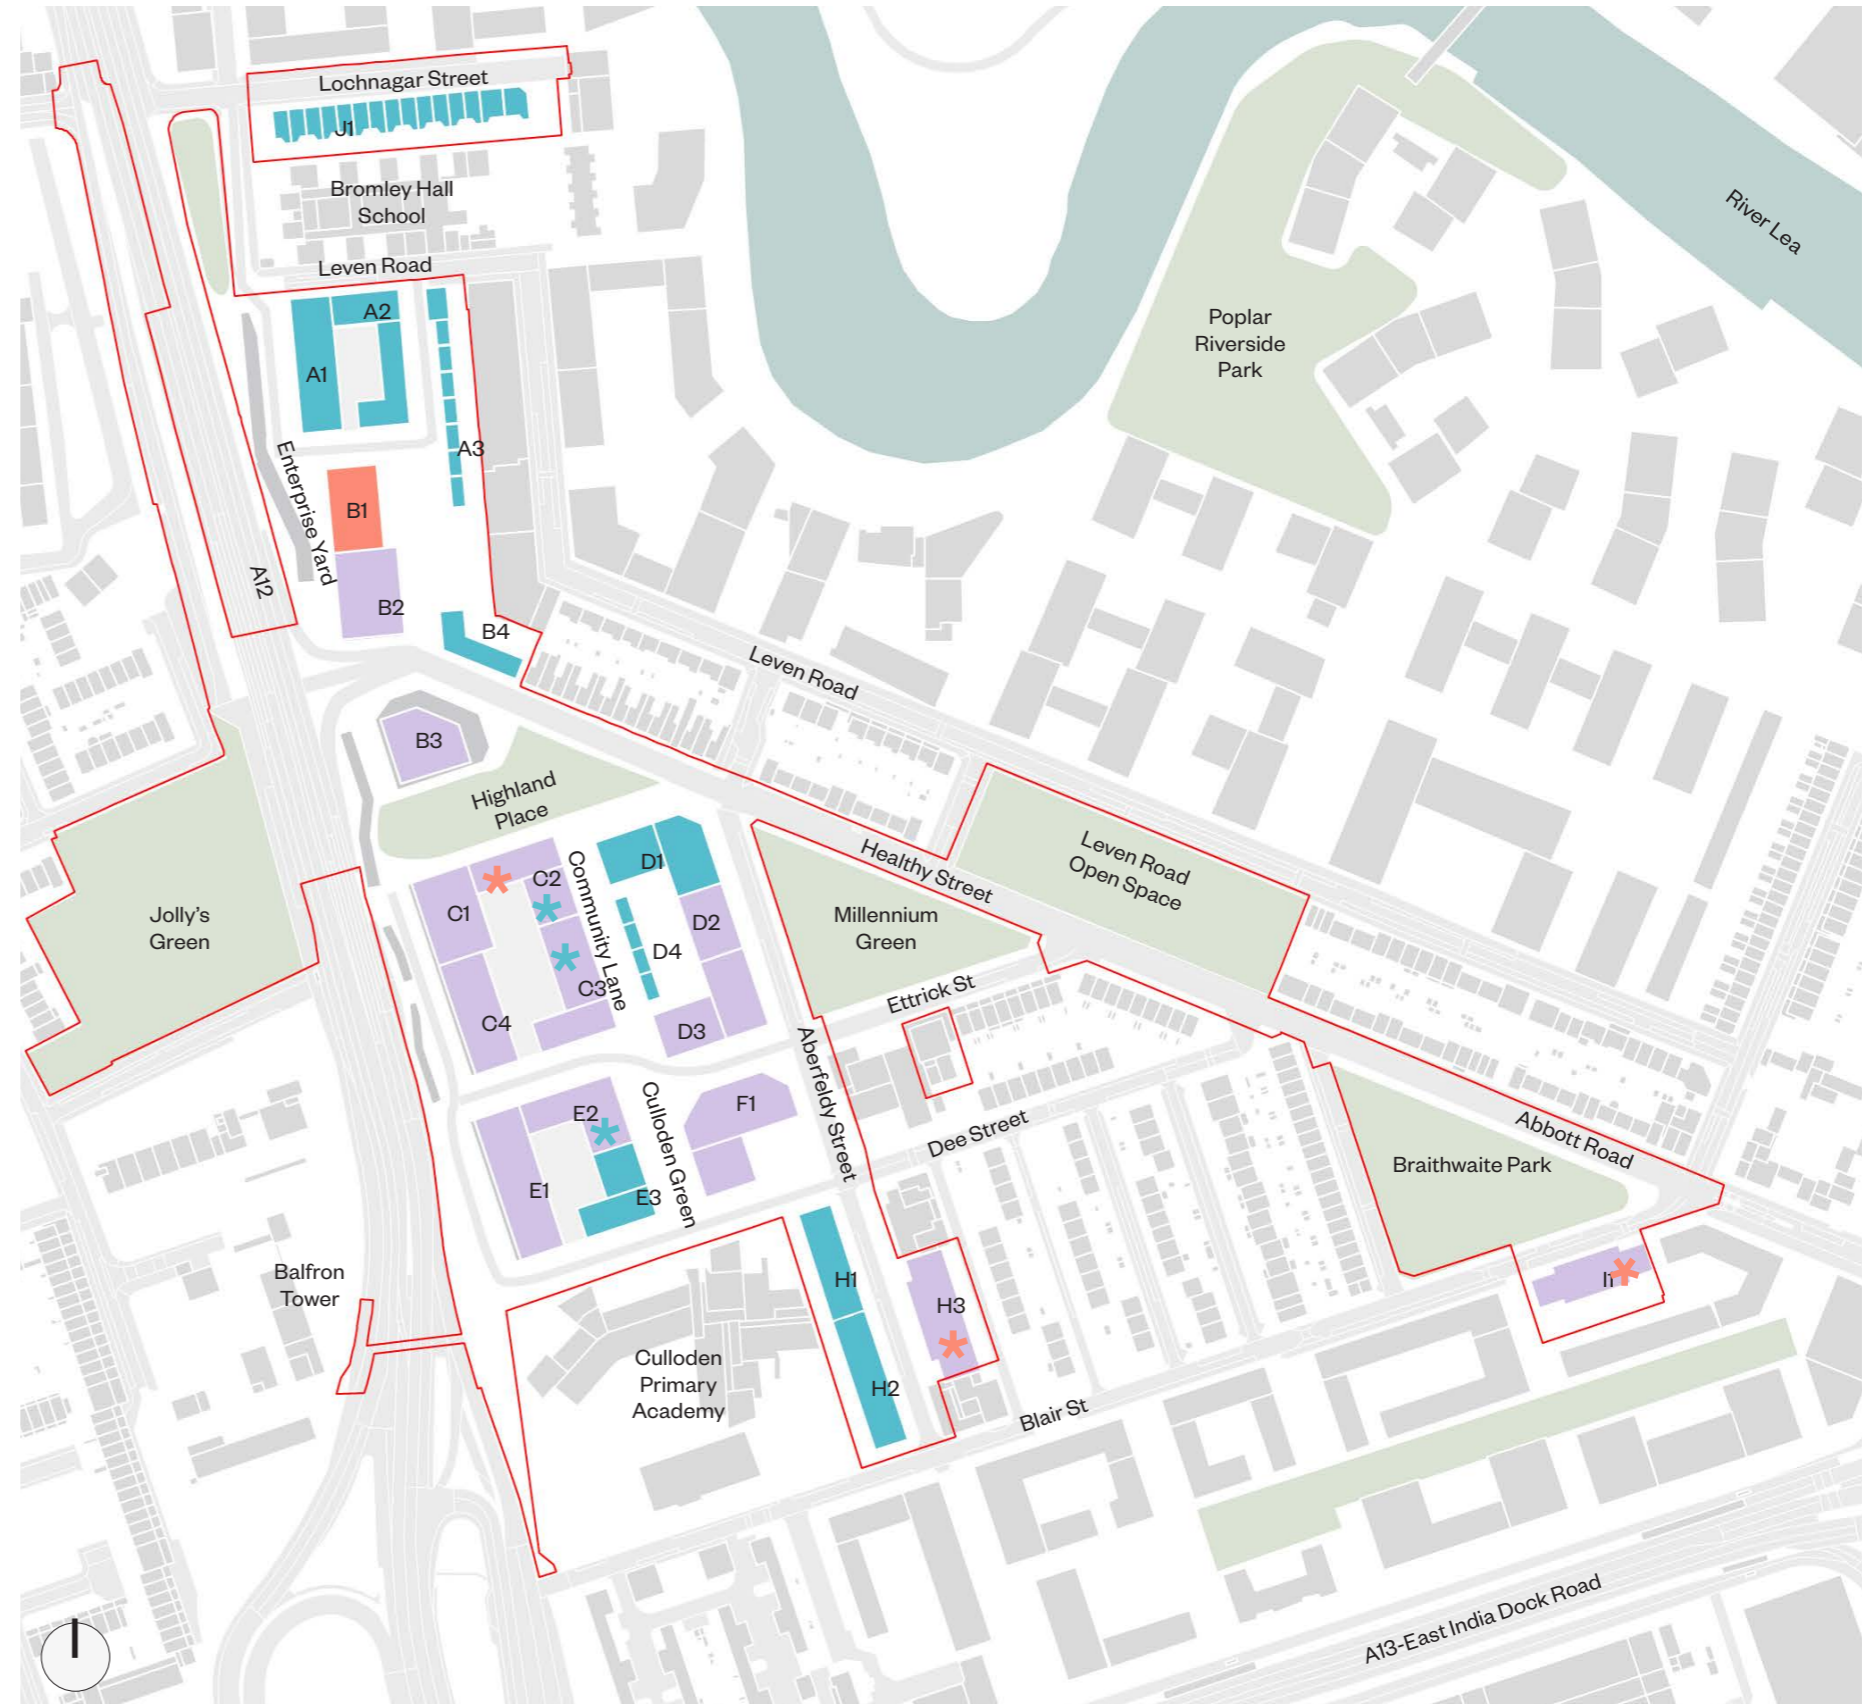 Lochnagar Street
J1
Bromley Hall
School
River Lea
Leven Road
A2
Poplar
Riverside
Park
A1
A3
Enterprise Yard
B1
A12
B2
B4
Leven Road
B3
Highland
Place
Healthy Street
Leven Road
Open Space
Community Lane
D1
C2
C1
Jolly's
Green
Millennium
Green
D2
D4
C3
Ettrick St
C4
D3
Aberfeldy Street
Culloden Green
E2
F1
Dee Street
Abbott Road
Braithwaite Park
E1
E3
Balfron
Tower
H1
I1
H3
Culloden
Primary
Academy
H2
Blair St
A13-East India Dock Road